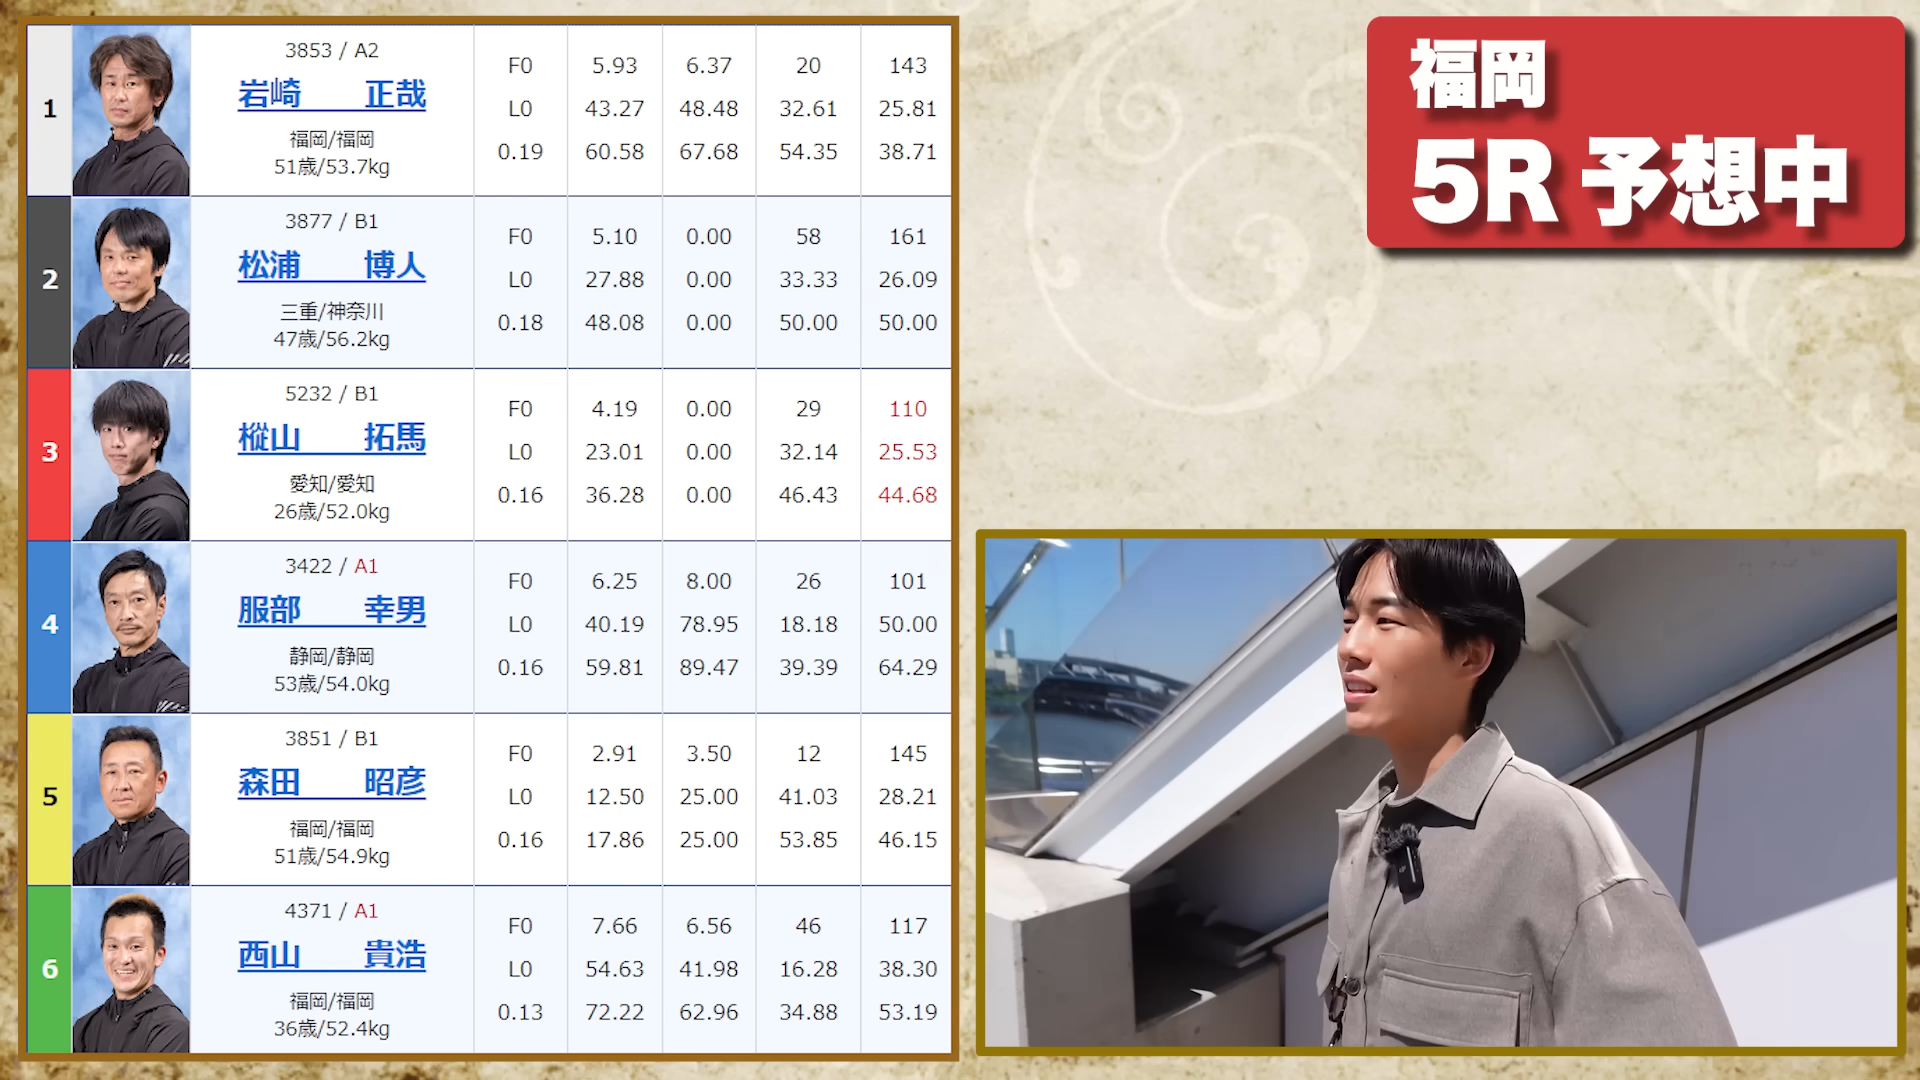 福岡
5R 予想中
1
3853 / A2
岩崎 正哉
福岡/福岡
51歳/53.7kg
F0 5.93 6.37 20 143
L0 43.27 48.48 32.61 25.81
0.19 60.58 67.68 54.35 38.71
2
3877 / B1
松浦 博人
三重/神奈川
47歳/56.2kg
F0 5.10 0.00 58 161
L0 27.88 0.00 33.33 26.09
0.18 48.08 0.00 50.00 50.00
3
5232 / B1
樅山 拓馬
愛知/愛知
26歳/52.0kg
F0 4.19 0.00 29 110
L0 23.01 0.00 32.14 25.53
0.16 36.28 0.00 46.43 44.68
4
3422 / A1
服部 幸男
静岡/静岡
53歳/54.0kg
F0 6.25 8.00 26 101
L0 40.19 78.95 18.18 50.00
0.16 59.81 89.47 39.39 64.29
5
3851 / B1
森田 昭彦
福岡/福岡
51歳/54.9kg
F0 2.91 3.50 12 145
L0 12.50 25.00 41.03 28.21
0.16 17.86 25.00 53.85 46.15
6
4371 / A1
西山 貴浩
福岡/福岡
36歳/52.4kg
F0 7.66 6.56 46 117
L0 54.63 41.98 16.28 38.30
0.13 72.22 62.96 34.88 53.19